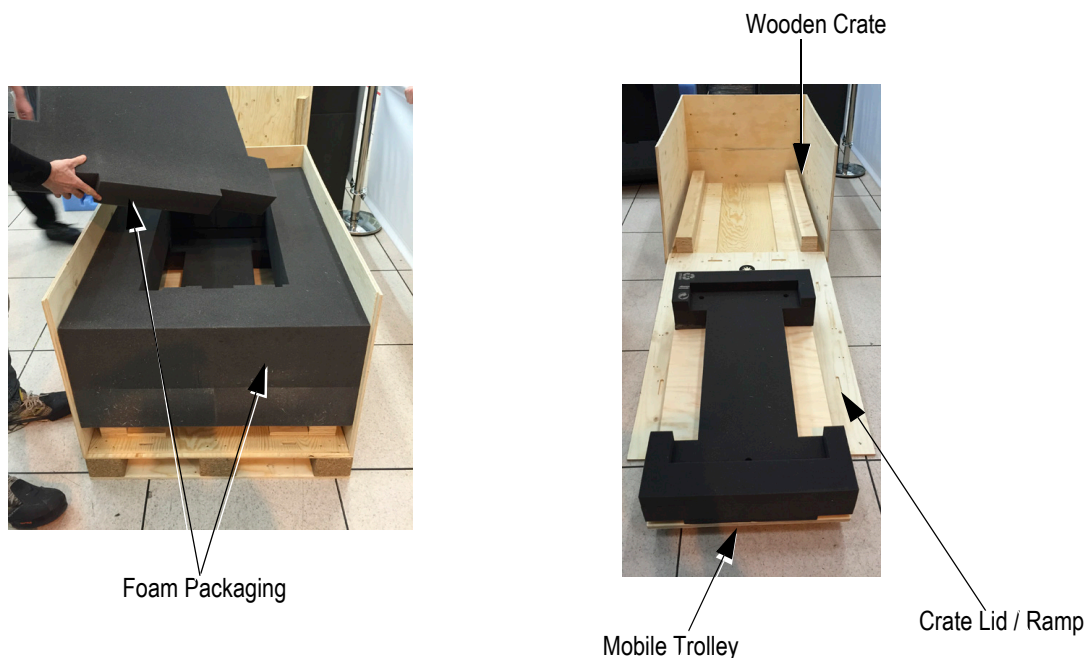 Wooden Crate
Foam Packaging
Crate Lid / Ramp
Mobile Trolley